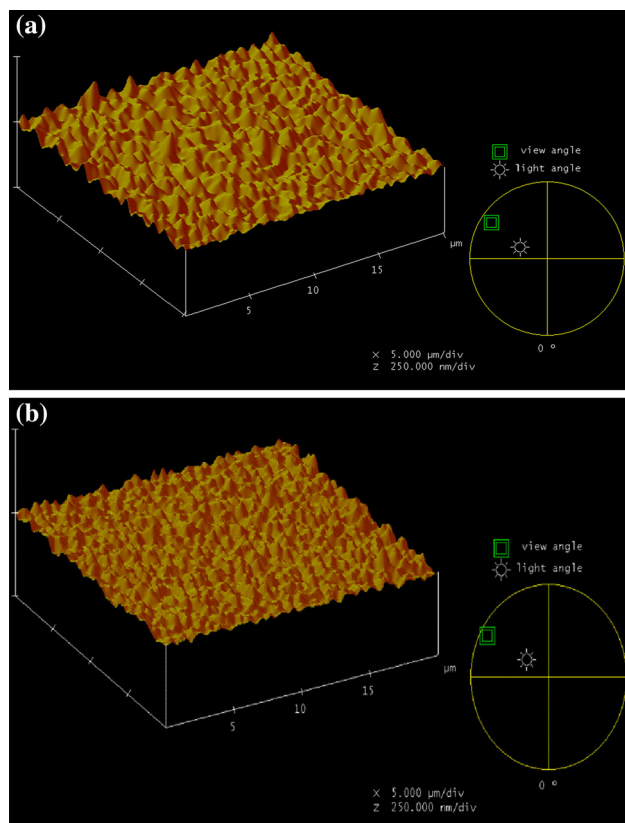 (a)
view angle
light angle
μm
15
10
5
0 º
X 5.000 μm/div
Z 250.000 nm/div
(b)
view angle
light angle
μm
15
10
5
0 º
X 5.000 μm/div
Z 250.000 nm/div